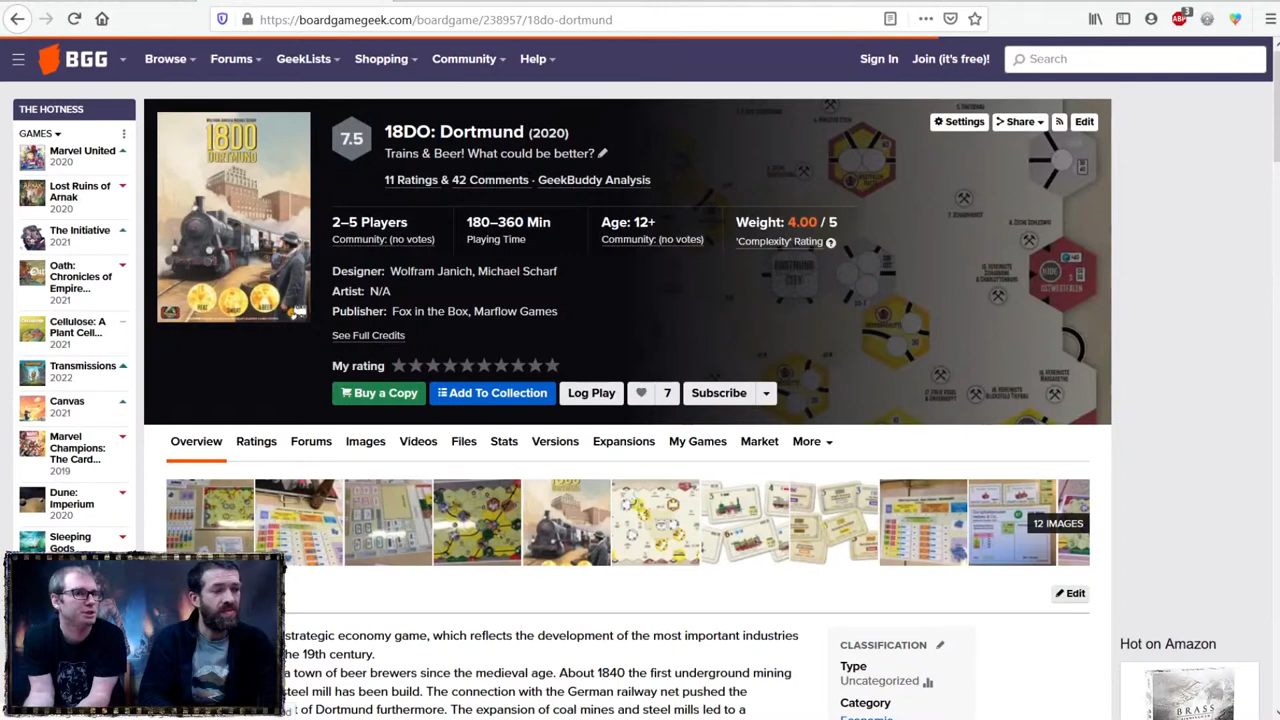 https://boardgamegeek.com/boardgame/238957/18do-dortmund
3
BGG
Browse
Forums
GeekLists
Shopping
Community
Help
Sign In
Join (it's free!)
Search
THE HOTNESS
GAMES
Marvel United
2020
Lost Ruins of
Arnak
2020
The Initiative
2021
Oath:
Chronicles of
Empire...
2021
Cellulose: A
Plant Cell...
2021
Transmissions
2022
Canvas
2021
Marvel
Champions:
The Card...
2019
Dune:
Imperium
2020
Sleeping
Gods
18DO
DORTMUND
7.5
18DO: Dortmund (2020)
Trains & Beer! What could be better?
11 Ratings & 42 Comments · GeekBuddy Analysis
Settings
Share
Edit
2–5 Players
Community: (no votes)
180–360 Min
Playing Time
Age: 12+
Community: (no votes)
Weight: 4.00 / 5
'Complexity' Rating
Designer: Wolfram Janich, Michael Scharf
Artist: N/A
Publisher: Fox in the Box, Marflow Games
See Full Credits
My rating
Buy a Copy
Add To Collection
Log Play
7
Subscribe
DORTMUND
CITY
OSTWESTFALEN
Overview
Ratings
Forums
Images
Videos
Files
Stats
Versions
Expansions
My Games
Market
More
12 IMAGES
Edit
strategic economy game, which reflects the development of the most important industries
he 19th century.
a town of beer brewers since the medieval age. About 1840 the first underground mining
steel mill has been build. The connection with the German railway net pushed the
t of Dortmund furthermore. The expansion of coal mines and steel mills led to a
CLASSIFICATION
Type
Uncategorized
Category
Economic
Hot on Amazon
BRASS